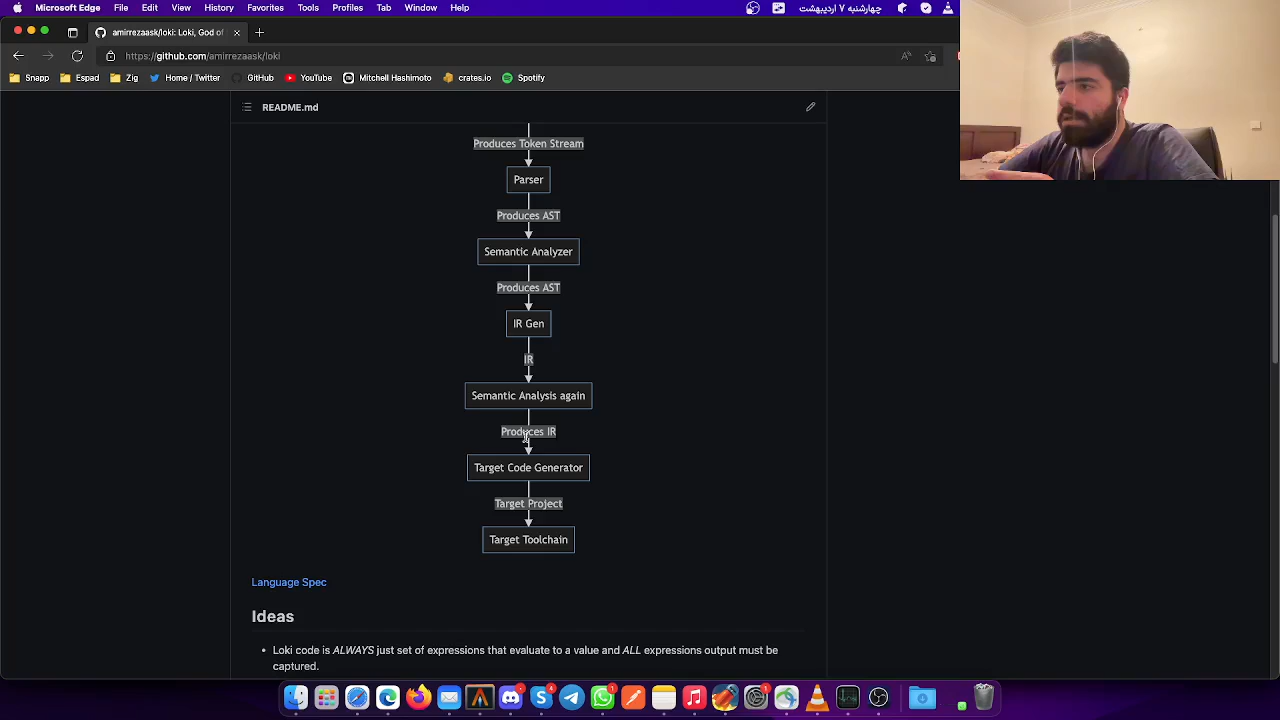 Microsoft Edge File Edit View History Favorites Tools Profiles Tab Window Help
چهارشنبه ۷ اردیبهشت
amirrezaask/loki: Loki, God of
https://github.com/amirrezaask/loki
Snapp Espad Zig Home / Twitter GitHub YouTube Mitchell Hashimoto crates.io Spotify
README.md
Produces Token Stream
Parser
Produces AST
Semantic Analyzer
Produces AST
IR Gen
IR
Semantic Analysis again
Produces IR
Target Code Generator
Target Project
Target Toolchain
Language Spec
Ideas
• Loki code is ALWAYS just set of expressions that evaluate to a value and ALL expressions output must be
captured.